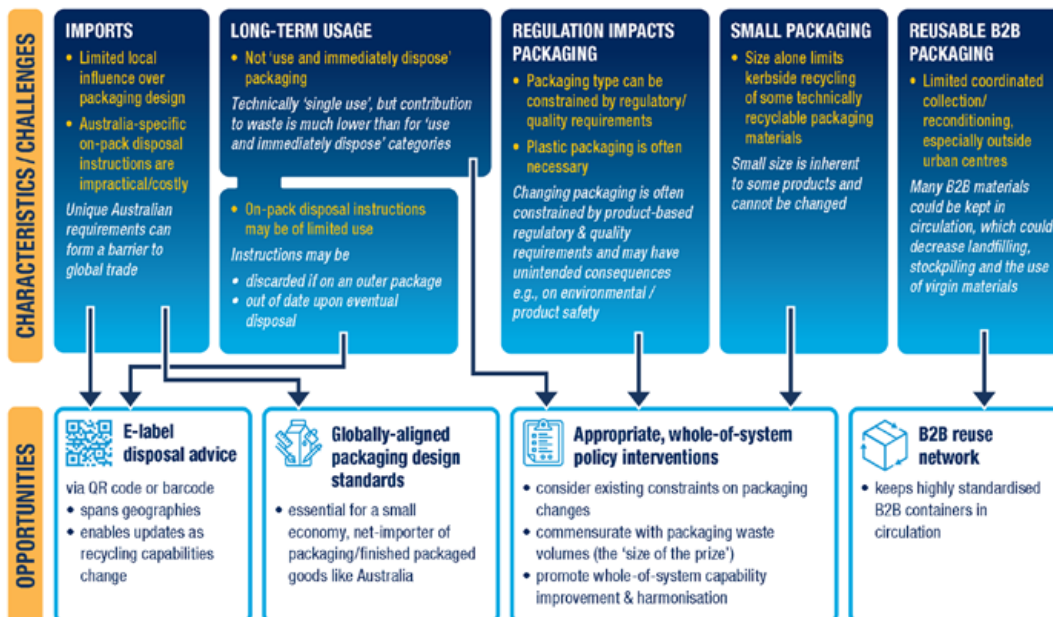 CHARACTERISTICS / CHALLENGES
IMPORTS
• Limited local
influence over
packaging design
• Australia-specific
on-pack disposal
instructions are
impractical/costly
Unique Australian
requirements can
form a barrier to
global trade
LONG-TERM USAGE
• Not ‘use and immediately dispose’
packaging
Technically ‘single use’, but contribution
to waste is much lower than for ‘use
and immediately dispose’ categories
• On-pack disposal instructions
may be of limited use
Instructions may be
• discarded if on an outer package
• out of date upon eventual
disposal
REGULATION IMPACTS
PACKAGING
• Packaging type can be
constrained by regulatory/
quality requirements
• Plastic packaging is often
necessary
Changing packaging is often
constrained by product-based
regulatory & quality
requirements and may have
unintended consequences
e.g., on environmental /
product safety
SMALL PACKAGING
• Size alone limits
kerbside recycling
of some technically
recyclable packaging
materials
Small size is inherent
to some products and
cannot be changed
REUSABLE B2B
PACKAGING
• Limited coordinated
collection/
reconditioning,
especially outside
urban centres
Many B2B materials
could be kept in
circulation, which could
decrease landfilling,
stockpiling and the use
of virgin materials
OPPORTUNITIES
E-label
disposal advice
via QR code or barcode
• spans geographies
• enables updates as
recycling capabilities
change
Globally-aligned
packaging design
standards
• essential for a small
economy, net-importer of
packaging/finished packaged
goods like Australia
Appropriate, whole-of-system
policy interventions
• consider existing constraints on packaging
changes
• commensurate with packaging waste
volumes (the ‘size of the prize’)
• promote whole-of-system capability
improvement & harmonisation
B2B reuse
network
• keeps highly standardised
B2B containers in
circulation